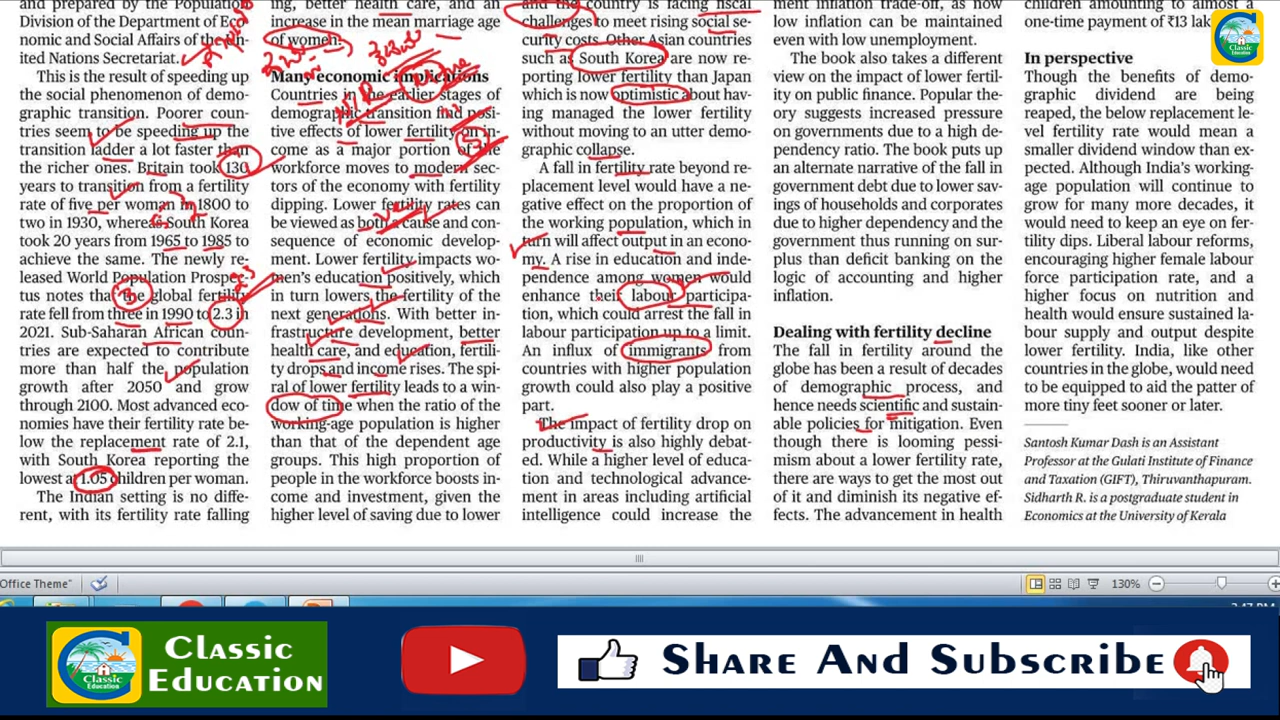 and prepared by the Population
Division of the Department of Eco-
nomic and Social Affairs of the Un-
ited Nations Secretariat.
This is the result of speeding up
the social phenomenon of demo-
graphic transition. Poorer coun-
tries seem to be speeding up the
transition ladder a lot faster than
the richer ones. Britain took 130
years to transition from a fertility
rate of five per woman in 1800 to
two in 1930, whereas South Korea
took 20 years from 1965 to 1985 to
achieve the same. The newly re-
leased World Population Prospec-
tus notes that the global fertility
rate fell from three in 1990 to 2.3 in
2021. Sub-Saharan African coun-
tries are expected to contribute
more than half the population
growth after 2050 and grow
through 2100. Most advanced eco-
nomies have their fertility rate be-
low the replacement rate of 2.1,
with South Korea reporting the
lowest at 1.05 children per woman.
The Indian setting is no diffe-
rent, with its fertility rate falling
ing, better health care, and an
increase in the mean marriage age
of women.
Many economic implications
Countries in the earlier stages of
demographic transition find posi-
tive effects of lower fertility on in-
come as a major portion of the
workforce moves to modern sec-
tors of the economy with fertility
dipping. Lower fertility rates can
be viewed as both a cause and con-
sequence of economic develop-
ment. Lower fertility impacts wo-
men's education positively, which
in turn lowers the fertility of the
next generations. With better in-
frastructure development, better
health care, and education, fertili-
ty drops and income rises. The spi-
ral of lower fertility leads to a win-
dow of time when the ratio of the
working-age population is higher
than that of the dependent age
groups. This high proportion of
people in the workforce boosts in-
come and investment, given the
higher level of saving due to lower
and the country is facing fiscal
challenges to meet rising social se-
curity costs. Other Asian countries
such as South Korea are now re-
porting lower fertility than Japan
which is now optimistic about hav-
ing managed the lower fertility
without moving to an utter demo-
graphic collapse.
A fall in fertility rate beyond re-
placement level would have a ne-
gative effect on the proportion of
the working population, which in
turn will affect output in an econo-
my. A rise in education and inde-
pendence among women could
enhance their labour participa-
tion, which could arrest the fall in
labour participation up to a limit.
An influx of immigrants from
countries with higher population
growth could also play a positive
part.
The impact of fertility drop on
productivity is also highly debat-
ed. While a higher level of educa-
tion and technological advance-
ment in areas including artificial
intelligence could increase the
ment inflation trade-off, as now
low inflation can be maintained
even with low unemployment.
The book also takes a different
view on the impact of lower fertil-
ity on public finance. Popular the-
ory suggests increased pressure
on governments due to a high de-
pendency ratio. The book puts up
an alternate narrative of the fall in
government debt due to lower sav-
ings of households and corporates
due to higher dependency and the
government thus running on sur-
plus than deficit banking on the
logic of accounting and higher
inflation.
Dealing with fertility decline
The fall in fertility around the
globe has been a result of decades
of demographic process, and
hence needs scientific and sustain-
able policies for mitigation. Even
though there is looming pessi-
mism about a lower fertility rate,
there are ways to get the most out
of it and diminish its negative ef-
fects. The advancement in health
children amounting to almost a
one-time payment of ₹13 lak
In perspective
Though the benefits of demo-
graphic dividend are being
reaped, the below replacement le-
vel fertility rate would mean a
smaller dividend window than ex-
pected. Although India's working-
age population will continue to
grow for many more decades, it
would need to keep an eye on fer-
tility dips. Liberal labour reforms,
encouraging higher female labour
force participation rate, and a
higher focus on nutrition and
health would ensure sustained la-
bour supply and output despite
lower fertility. India, like other
countries in the globe, would need
to be equipped to aid the patter of
more tiny feet sooner or later.
Santosh Kumar Dash is an Assistant
Professor at the Gulati Institute of Finance
and Taxation (GIFT), Thiruvanthapuram.
Sidharth R. is a postgraduate student in
Economics at the University of Kerala
Classic
Education
Office Theme"
130%
Classic
Education
Classic
Education
Share And Subscribe